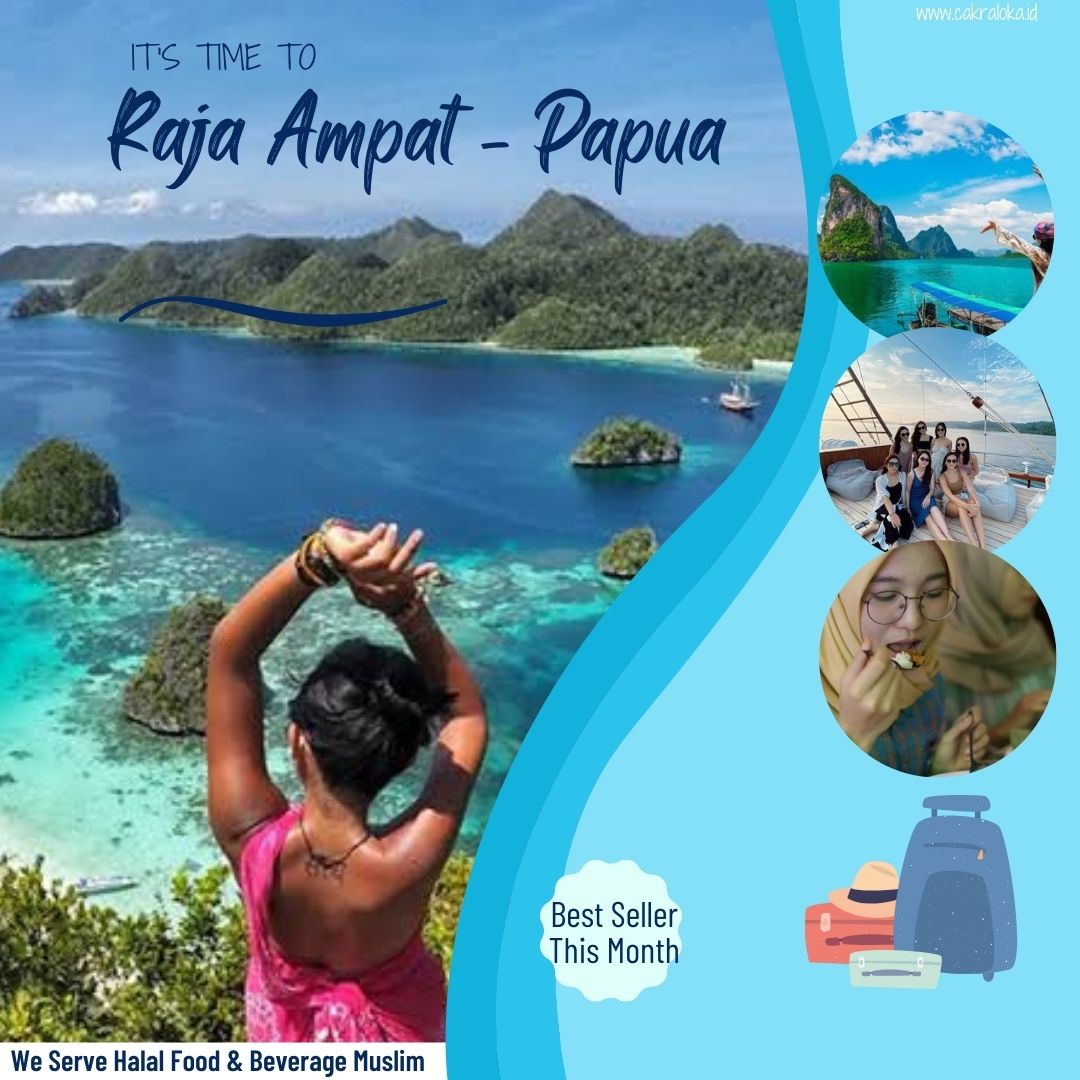 www.cakraloka.id
IT'S TIME TO
Raja Ampat - Papua
Best Seller
This Month
We Serve Halal Food & Beverage Muslim